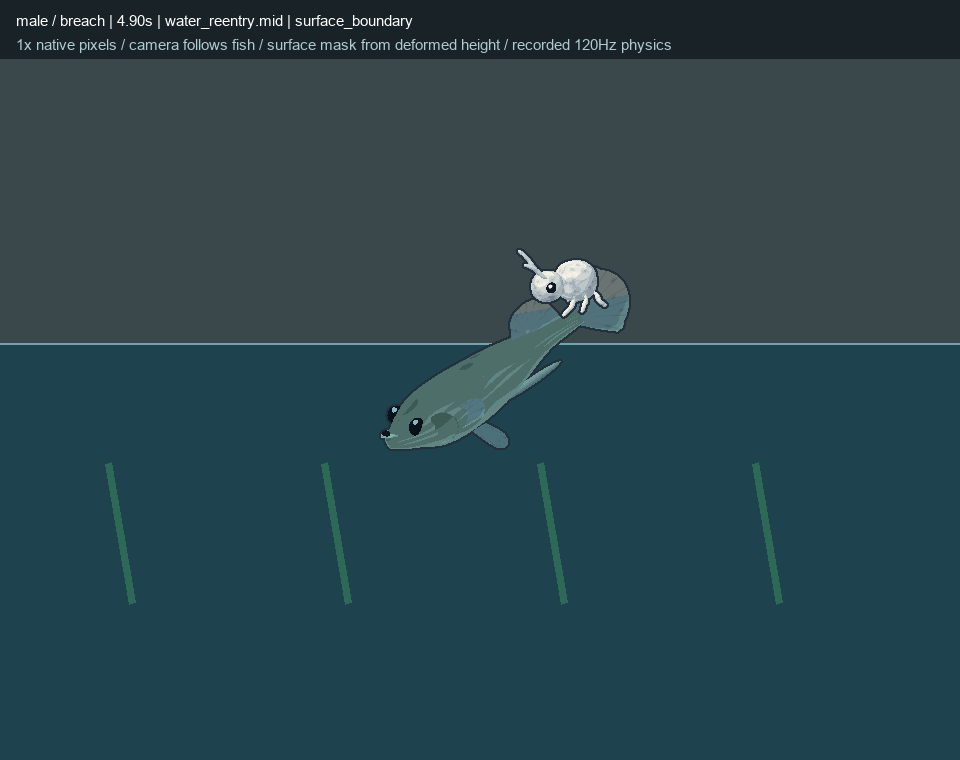 male / breach | 4.90s | water_reentry.mid | surface_boundary
1x native pixels / camera follows fish / surface mask from deformed height / recorded 120Hz physics